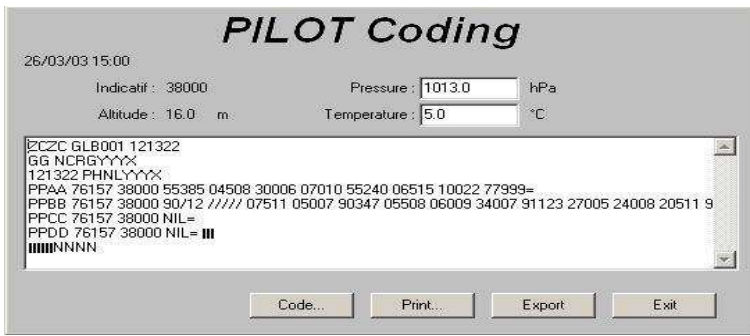 PILOT Coding
26/03/03 15:00
Indicatif : 38000 Pressure : 1013.0 hPa
Altitude : 16.0 m Temperature : 5.0 °C
ZCZC GLB001 121322
GG NCRGYYYX
121322 PHNLYYYX
PPAA 76157 38000 55385 04508 30006 07010 55240 06515 10022 77999=
PPBB 76157 38000 90/12 ///// 07511 05007 90347 05508 06009 34007 91123 27005 24008 20511 9
PPCC 76157 38000 NIL=
PPDD 76157 38000 NIL=
NNNN
Code... Print... Export Exit